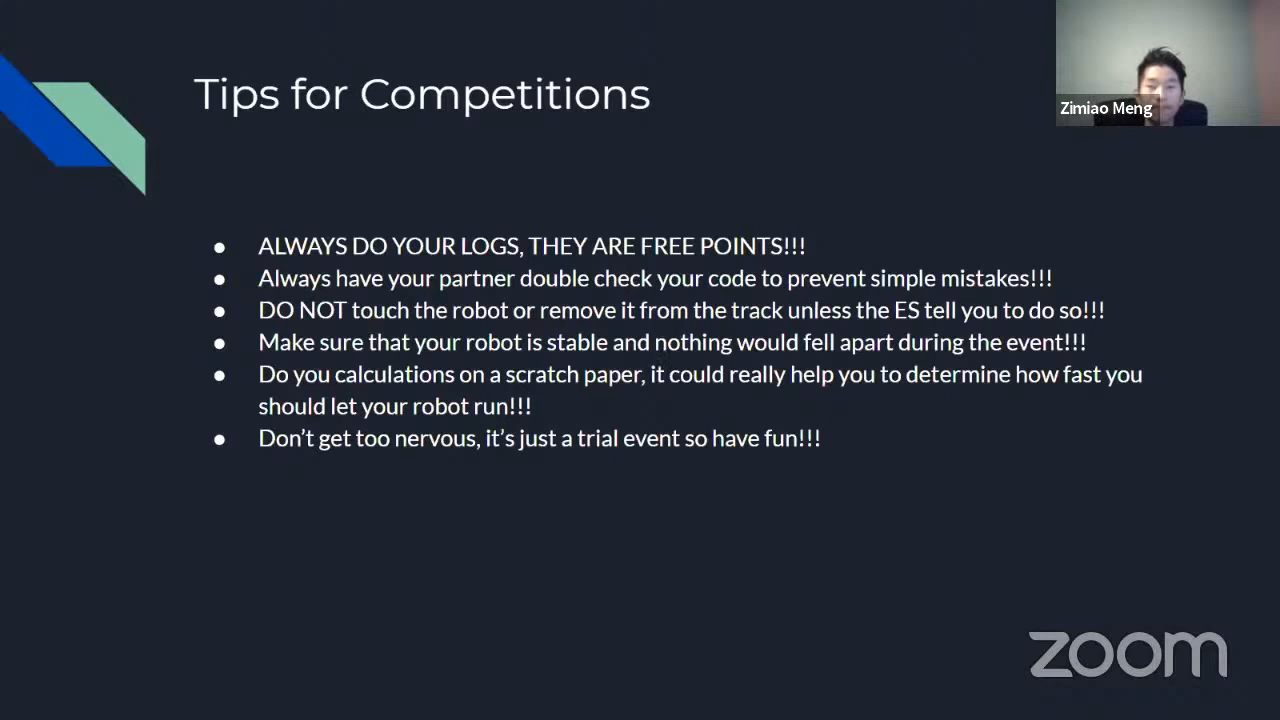 Tips for Competitions
Zimiao Meng
● ALWAYS DO YOUR LOGS, THEY ARE FREE POINTS!!!
● Always have your partner double check your code to prevent simple mistakes!!!
● DO NOT touch the robot or remove it from the track unless the ES tell you to do so!!!
● Make sure that your robot is stable and nothing would fell apart during the event!!!
● Do you calculations on a scratch paper, it could really help you to determine how fast you
should let your robot run!!!
● Don’t get too nervous, it’s just a trial event so have fun!!!
zoom